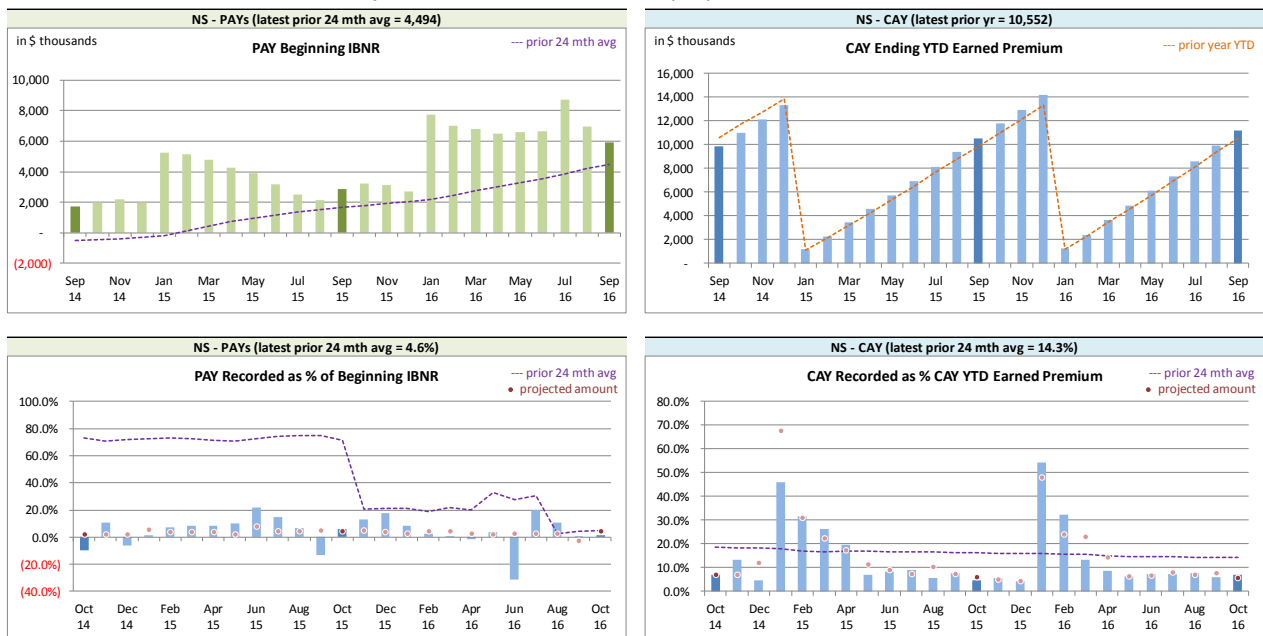 NS - PAYs (latest prior 24 mth avg = 4,494)
in $ thousands
PAY Beginning IBNR
--- prior 24 mth avg
10,000
8,000
6,000
4,000
2,000
-
(2,000)
Sep Nov Jan Mar May Jul Sep Nov Jan Mar May Jul Sep
14 14 15 15 15 15 15 15 16 16 16 16 16
NS - CAY (latest prior yr = 10,552)
in $ thousands
CAY Ending YTD Earned Premium
--- prior year YTD
16,000
14,000
12,000
10,000
8,000
6,000
4,000
2,000
-
Sep Nov Jan Mar May Jul Sep Nov Jan Mar May Jul Sep
14 14 15 15 15 15 15 15 16 16 16 16 16
NS - PAYs (latest prior 24 mth avg = 4.6%)
PAY Recorded as % of Beginning IBNR
--- prior 24 mth avg
• projected amount
100.0%
80.0%
60.0%
40.0%
20.0%
0.0%
(20.0%)
(40.0%)
Oct Dec Feb Apr Jun Aug Oct Dec Feb Apr Jun Aug Oct
14 14 15 15 15 15 15 15 16 16 16 16 16
NS - CAY (latest prior 24 mth avg = 14.3%)
CAY Recorded as % CAY YTD Earned Premium
--- prior 24 mth avg
• projected amount
80.0%
70.0%
60.0%
50.0%
40.0%
30.0%
20.0%
10.0%
0.0%
Oct Dec Feb Apr Jun Aug Oct Dec Feb Apr Jun Aug Oct
14 14 15 15 15 15 15 15 16 16 16 16 16